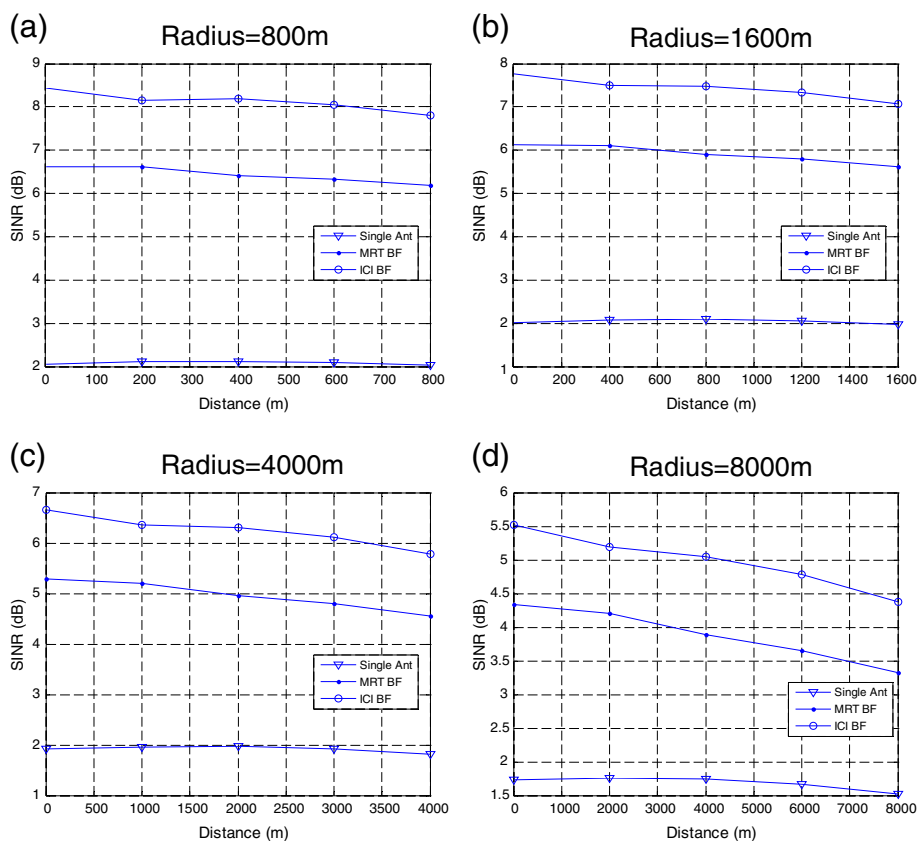 (a)
Radius=800m
9
8
7
6
5
4
3
2
SINR (dB)
Single Ant
MRT BF
ICI BF
0 100 200 300 400 500 600 700 800
Distance (m)
(b)
Radius=1600m
8
7
6
5
4
3
2
1
SINR (dB)
Single Ant
MRT BF
ICI BF
0 200 400 600 800 1000 1200 1400 1600
Distance (m)
(c)
Radius=4000m
7
6
5
4
3
2
1
SINR (dB)
Single Ant
MRT BF
ICI BF
0 500 1000 1500 2000 2500 3000 3500 4000
Distance (m)
(d)
Radius=8000m
6
5.5
5
4.5
4
3.5
3
2.5
2
1.5
SINR (dB)
Single Ant
MRT BF
ICI BF
0 1000 2000 3000 4000 5000 6000 7000 8000
Distance (m)